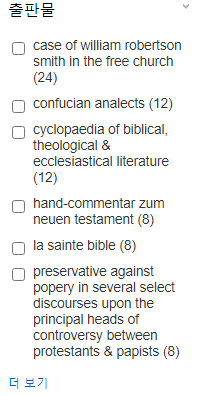 출판물
case of william robertson
smith in the free church
(24)
confucian analects (12)
cyclopaedia of biblical,
theological &
ecclesiastical literature
(12)
hand-commentar zum
neuen testament (8)
la sainte bible (8)
preservative against
popery in several select
discourses upon the
principal heads of
controversy between
protestants & papists (8)
더 보기